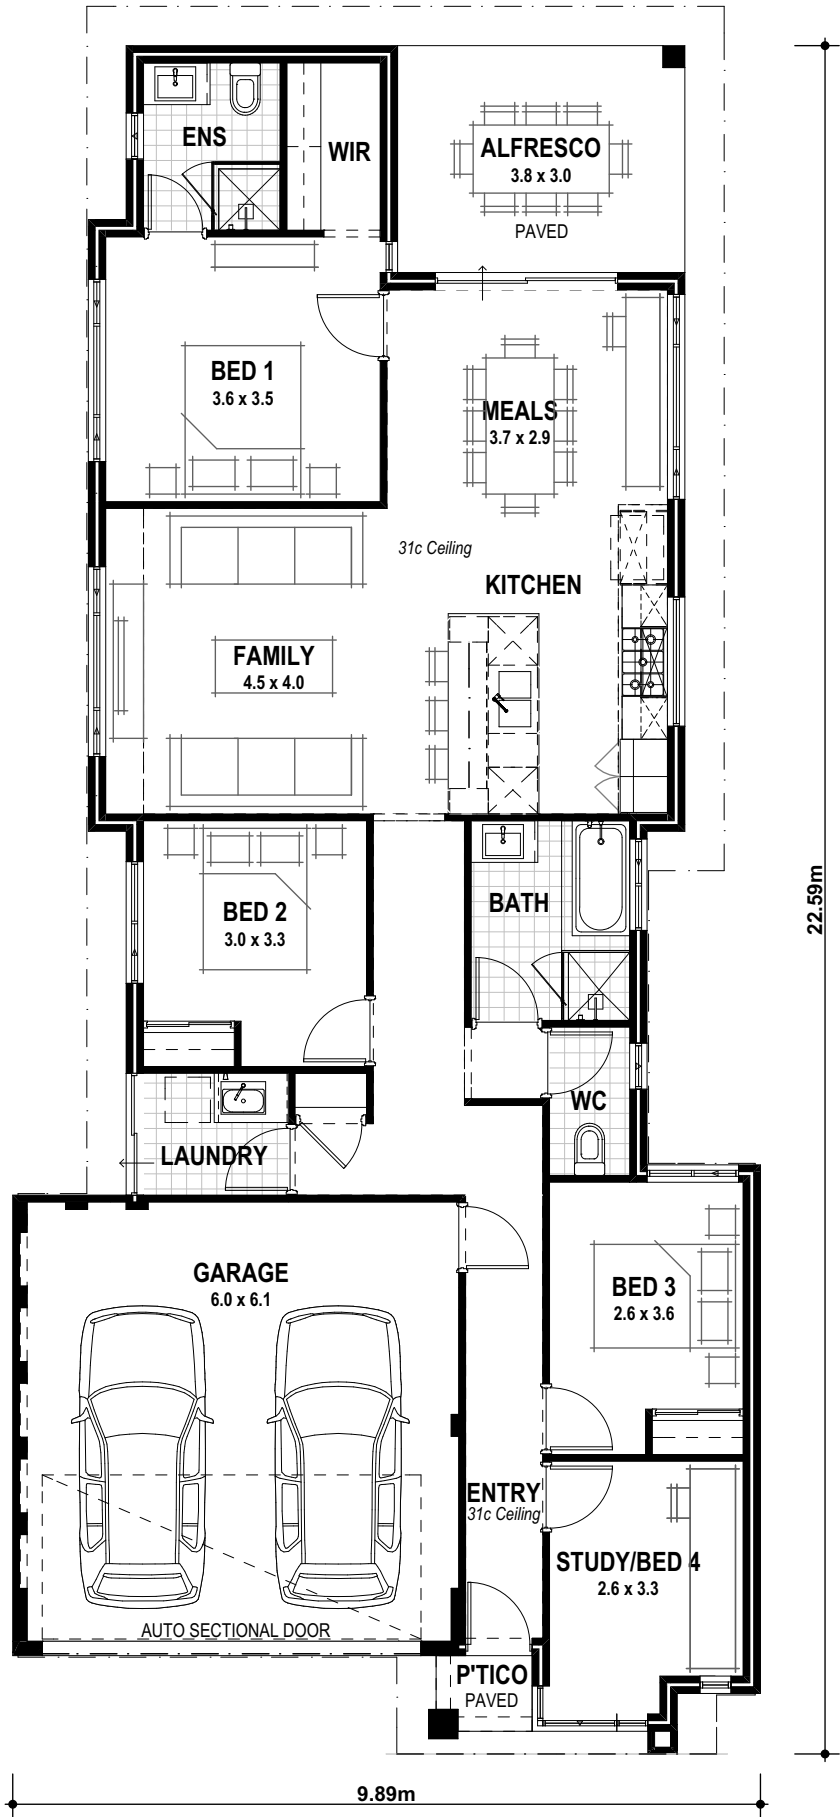 ENS
WIR
ALFRESCO
3.8 x 3.0
PAVED
BED 1
3.6 x 3.5
MEALS
3.7 x 2.9
31c Ceiling
KITCHEN
FAMILY
4.5 x 4.0
22.59m
BED 2
3.0 x 3.3
BATH
WC
LAUNDRY
GARAGE
6.0 x 6.1
BED 3
2.6 x 3.6
ENTRY
31c Ceiling
STUDY/BED 4
2.6 x 3.3
AUTO SECTIONAL DOOR
P'TICO
PAVED
9.89m